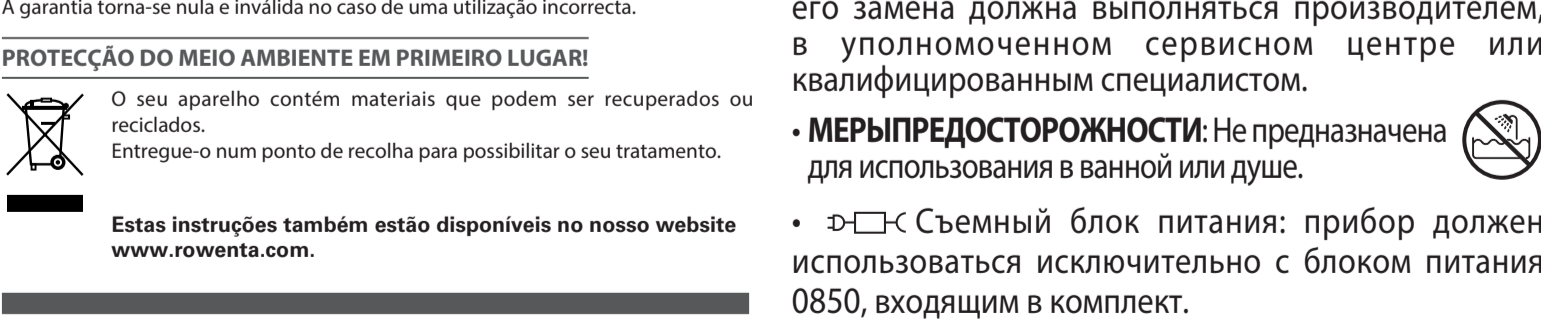 A garantia torna-se nula e inválida no caso de uma utilização incorrecta.
PROTECÇÃO DO MEIO AMBIENTE EM PRIMEIRO LUGAR!
O seu aparelho contém materiais que podem ser recuperados ou
reciclados.
Entregue-o num ponto de recolha para possibilitar o seu tratamento.
Estas instruções também estão disponíveis no nosso website
www.rowenta.com.
его замена должна выполняться производителем,
в уполномоченном сервисном центре или
квалифицированным специалистом.
• МЕРЫПРЕДОСТОРОЖНОСТИ: Не предназначена
для использования в ванной или душе.
• Съемный блок питания: прибор должен
использоваться исключительно с блоком питания
0850, входящим в комплект.